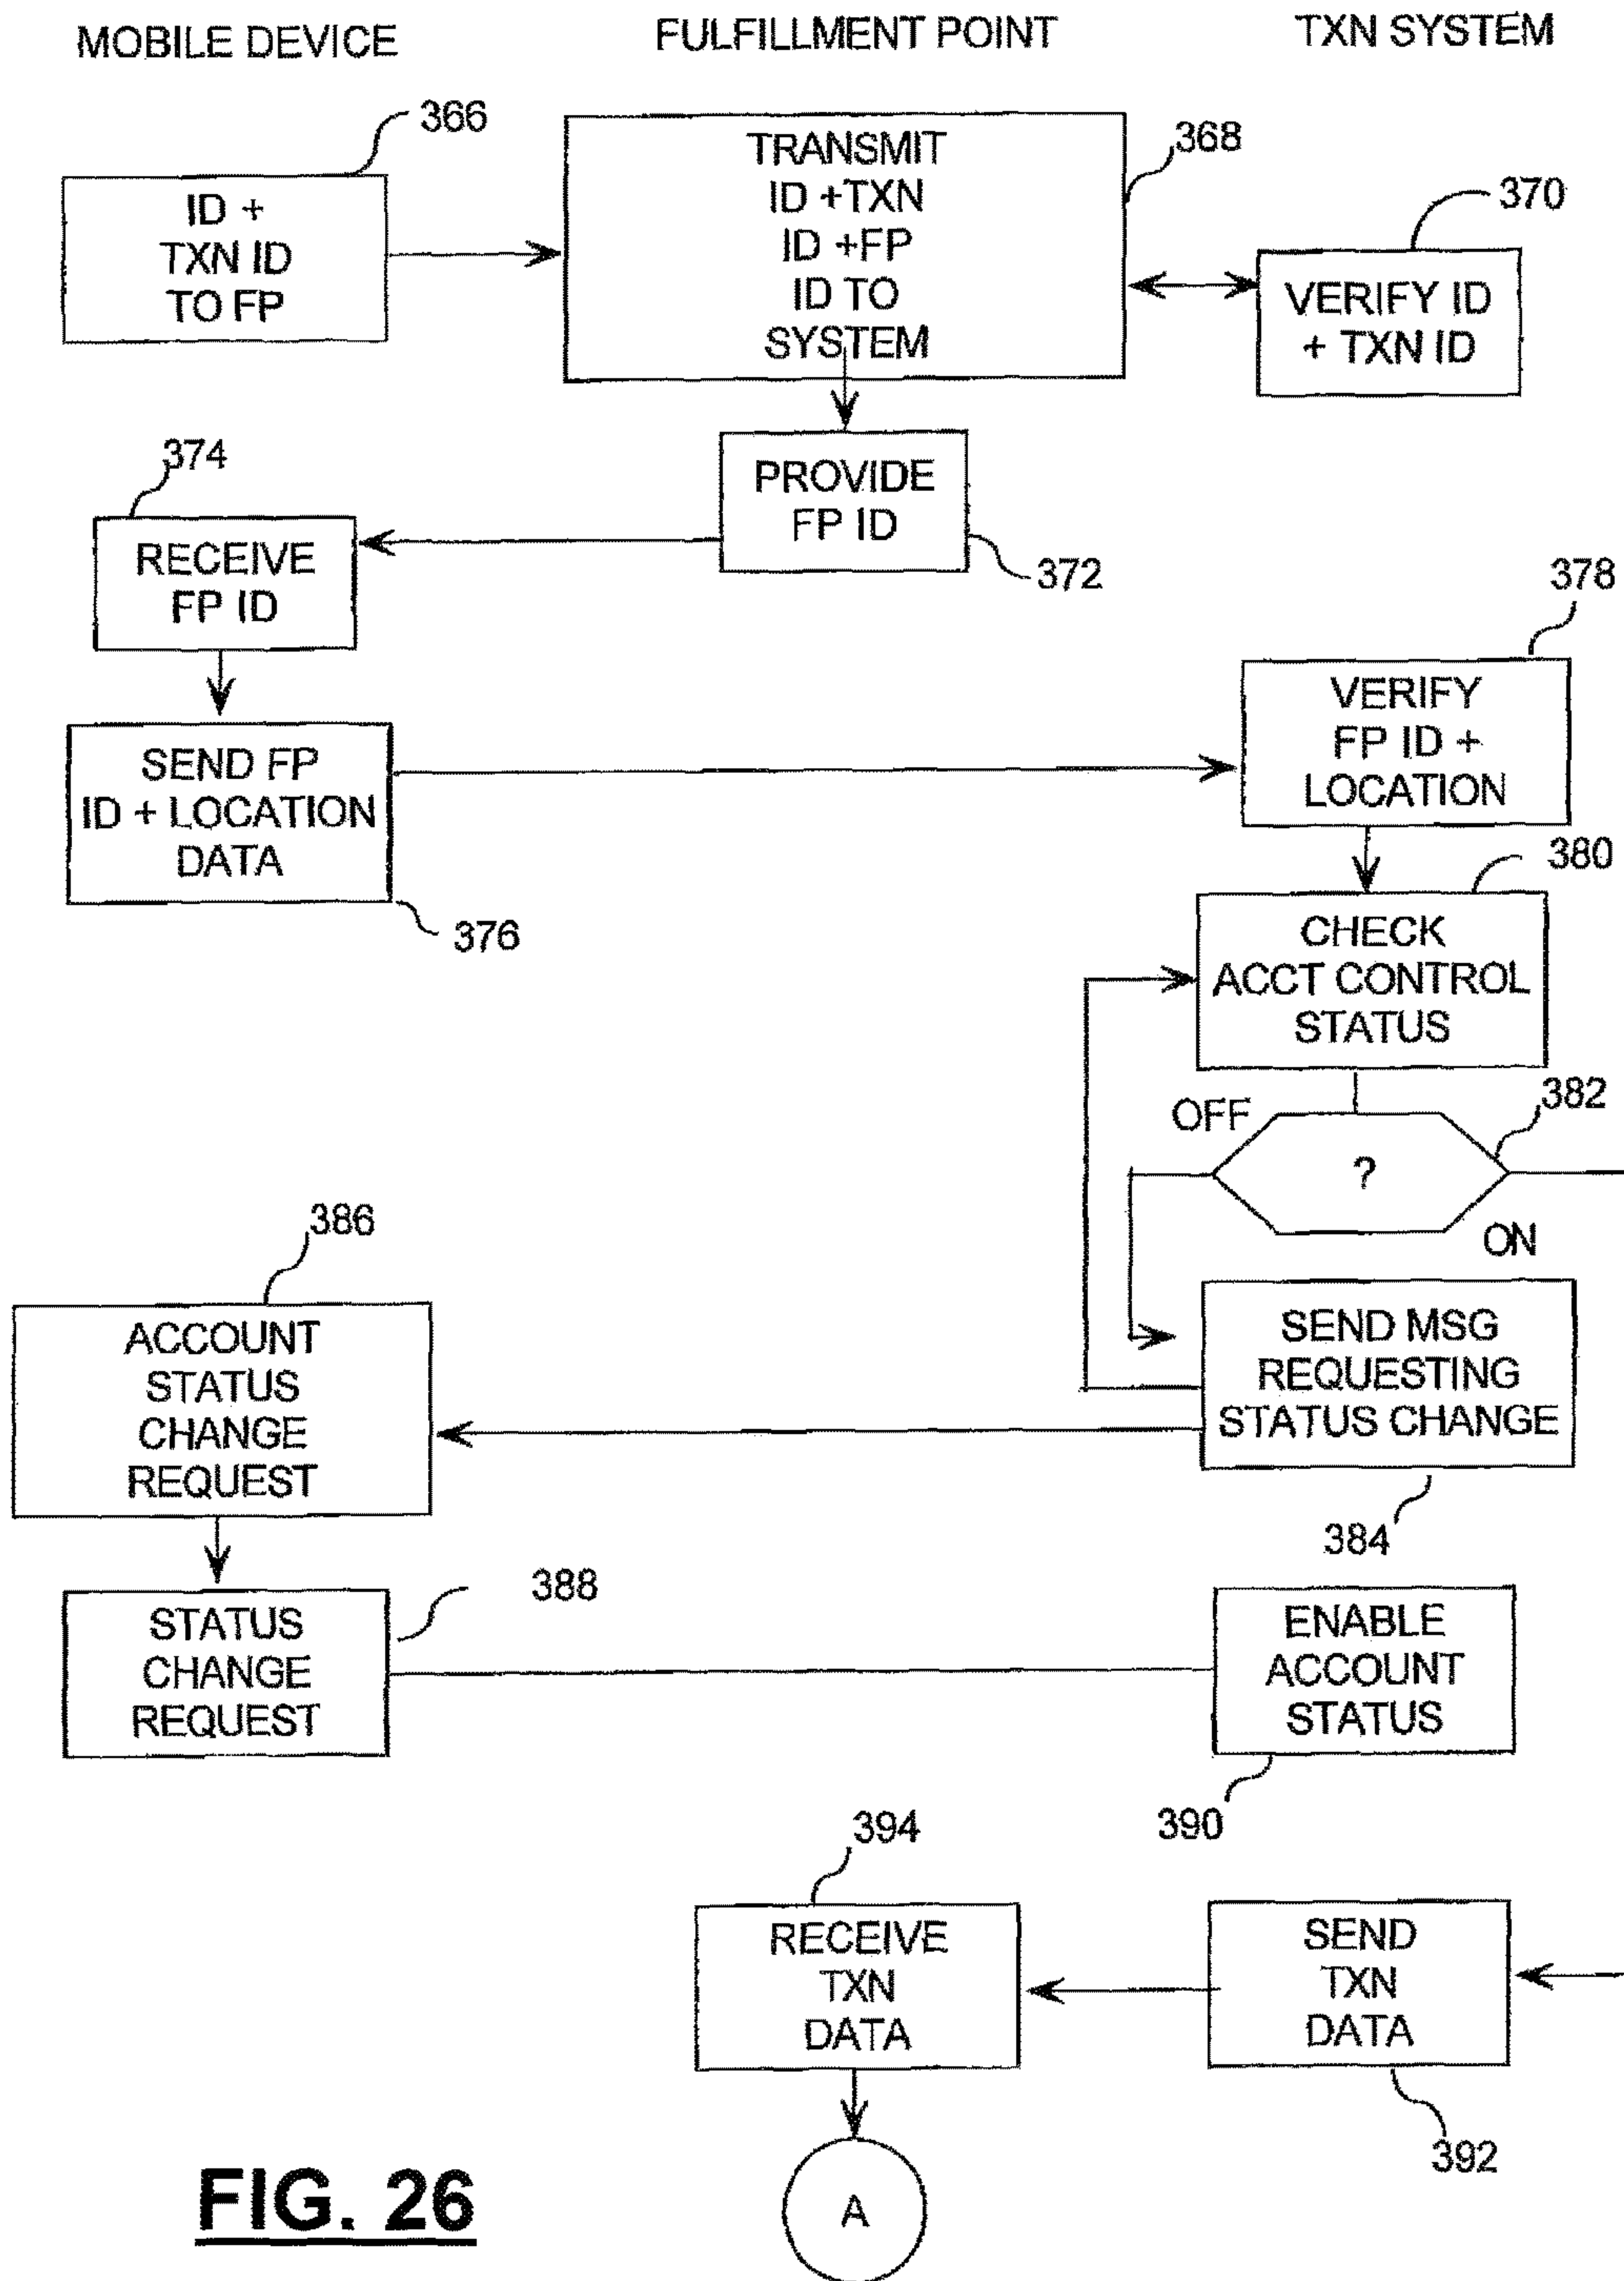 MOBILE DEVICE
FULFILLMENT POINT
TXN SYSTEM
366
ID +
TXN ID
TO FP
TRANSMIT
ID +TXN
ID +FP
ID TO
SYSTEM
368
370
VERIFY ID
+ TXN ID
374
RECEIVE
FP ID
PROVIDE
FP ID
372
378
VERIFY
FP ID +
LOCATION
SEND FP
ID + LOCATION
DATA
376
380
CHECK
ACCT CONTROL
STATUS
382
OFF
?
ON
386
ACCOUNT
STATUS
CHANGE
REQUEST
SEND MSG
REQUESTING
STATUS CHANGE
384
388
STATUS
CHANGE
REQUEST
ENABLE
ACCOUNT
STATUS
390
394
RECEIVE
TXN
DATA
SEND
TXN
DATA
392
A
FIG. 26